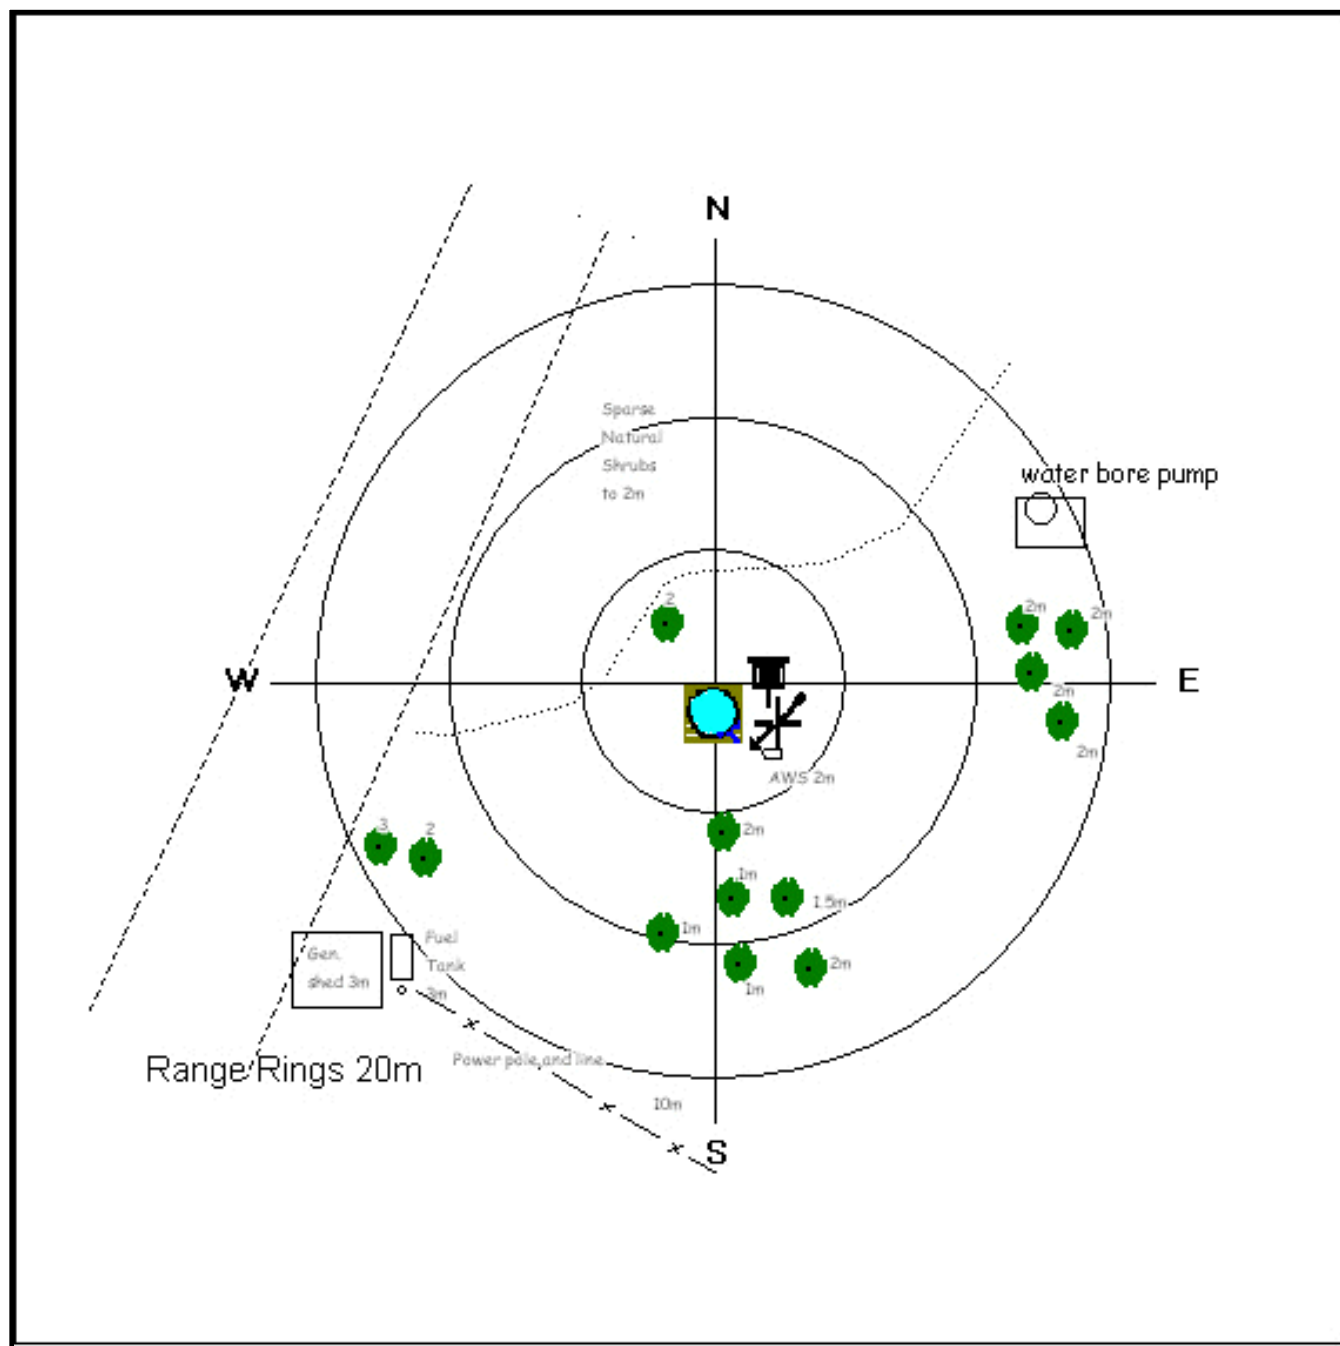 N
Sparse
Natural
Shrubs
to 2m
water bore pump
2
2m
2m
W
E
2m
2m
AWS 2m
3
2
2m
1m
1.5m
1m
2m
1m
Gen.
shed 3m
Fuel
Tank
3m
Range Rings 20m
Power pole and line
10m
S